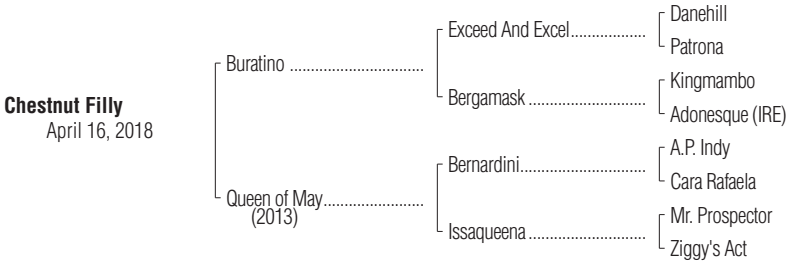 Chestnut Filly
April 16, 2018
Buratino ................................
Queen of May........................
(2013)
Exceed And Excel..................
Bergamask ............................
Bernardini..............................
Issaqueena ............................
Danehill
Patrona
Kingmambo
Adonesque (IRE)
A.P. Indy
Cara Rafaela
Mr. Prospector
Ziggy's Act